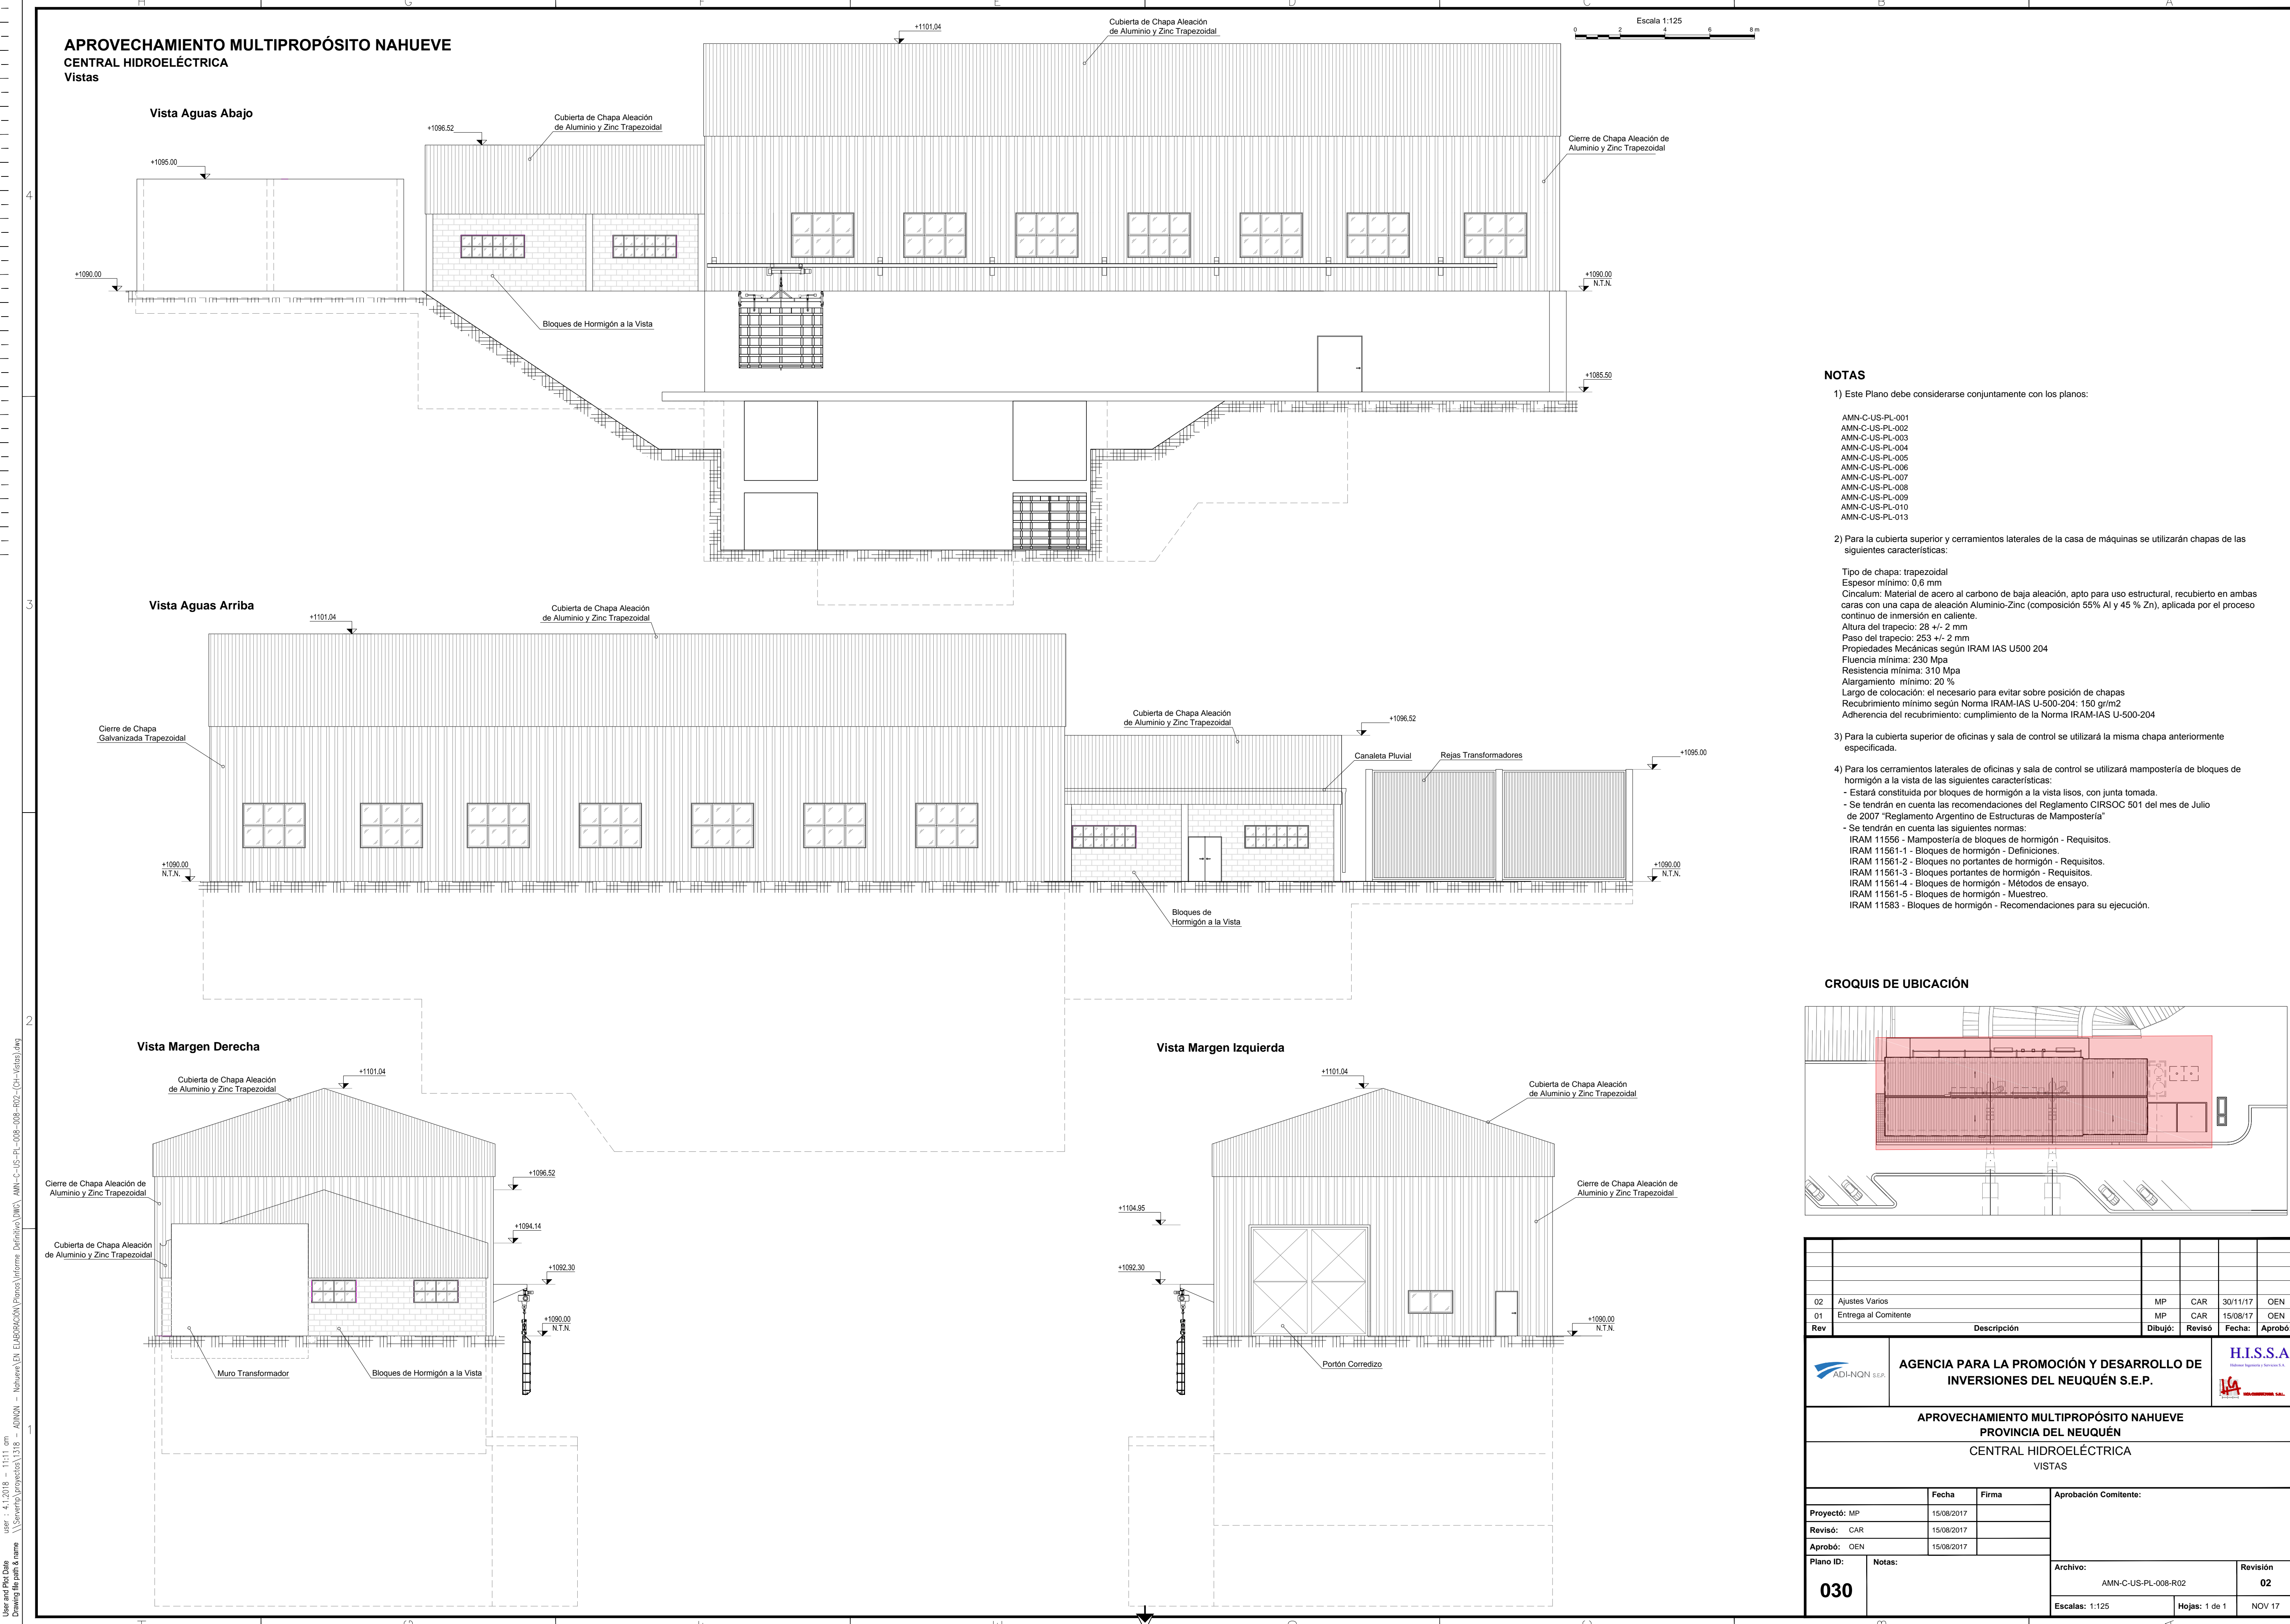 H G F E D C B A
APROVECHAMIENTO MULTIPROPÓSITO NAHUEVE
CENTRAL HIDROELÉCTRICA
Vistas
Escala 1:125
0 2 4 6 8 m
Vista Aguas Abajo
+1101,04
Cubierta de Chapa Aleación
de Aluminio y Zinc Trapezoidal
+1096.52
Cubierta de Chapa Aleación
de Aluminio y Zinc Trapezoidal
+1095.00
Cierre de Chapa Aleación de
Aluminio y Zinc Trapezoidal
4
+1090.00
+1090.00
N.T.N.
Bloques de Hormigón a la Vista
+1085,50
Vista Aguas Arriba
3
+1101,04
Cubierta de Chapa Aleación
de Aluminio y Zinc Trapezoidal
Cierre de Chapa
Galvanizada Trapezoidal
Cubierta de Chapa Aleación
de Aluminio y Zinc Trapezoidal
+1096,52
Canaleta Pluvial
Rejas Transformadores
+1095.00
+1090.00
N.T.N.
+1090,00
N.T.N.
Bloques de
Hormigón a la Vista
2
Vista Margen Derecha
+1101,04
Cubierta de Chapa Aleación
de Aluminio y Zinc Trapezoidal
+1096,52
Cierre de Chapa Aleación de
Aluminio y Zinc Trapezoidal
+1094.14
Cubierta de Chapa Aleación
de Aluminio y Zinc Trapezoidal
+1092.30
+1090,00
N.T.N.
Muro Transformador
Bloques de Hormigón a la Vista
Vista Margen Izquierda
+1101,04
Cubierta de Chapa Aleación
de Aluminio y Zinc Trapezoidal
Cierre de Chapa Aleación de
Aluminio y Zinc Trapezoidal
+1104.95
+1092,30
+1090,00
N.T.N.
Portón Corredizo
1
NOTAS
1) Este Plano debe considerarse conjuntamente con los planos:
AMN-C-US-PL-001
AMN-C-US-PL-002
AMN-C-US-PL-003
AMN-C-US-PL-004
AMN-C-US-PL-005
AMN-C-US-PL-006
AMN-C-US-PL-007
AMN-C-US-PL-008
AMN-C-US-PL-009
AMN-C-US-PL-010
AMN-C-US-PL-013
2) Para la cubierta superior y cerramientos laterales de la casa de máquinas se utilizarán chapas de las
siguientes características:
Tipo de chapa: trapezoidal
Espesor mínimo: 0,6 mm
Cincalum: Material de acero al carbono de baja aleación, apto para uso estructural, recubierto en ambas
caras con una capa de aleación Aluminio-Zinc (composición 55% Al y 45 % Zn), aplicada por el proceso
continuo de inmersión en caliente.
Altura del trapecio: 28 +/- 2 mm
Paso del trapecio: 253 +/- 2 mm
Propiedades Mecánicas según IRAM IAS U500 204
Fluencia mínima: 230 Mpa
Resistencia mínima: 310 Mpa
Alargamiento mínimo: 20 %
Largo de colocación: el necesario para evitar sobre posición de chapas
Recubrimiento mínimo según Norma IRAM-IAS U-500-204: 150 gr/m2
Adherencia del recubrimiento: cumplimiento de la Norma IRAM-IAS U-500-204
3) Para la cubierta superior de oficinas y sala de control se utilizará la misma chapa anteriormente
especificada.
4) Para los cerramientos laterales de oficinas y sala de control se utilizará mampostería de bloques de
hormigón a la vista de las siguientes características:
- Estará constituida por bloques de hormigón a la vista lisos, con junta tomada.
- Se tendrán en cuenta las recomendaciones del Reglamento CIRSOC 501 del mes de Julio
de 2007 “Reglamento Argentino de Estructuras de Mampostería”
- Se tendrán en cuenta las siguientes normas:
IRAM 11556 - Mampostería de bloques de hormigón - Requisitos.
IRAM 11561-1 - Bloques de hormigón - Definiciones.
IRAM 11561-2 - Bloques no portantes de hormigón - Requisitos.
IRAM 11561-3 - Bloques portantes de hormigón - Requisitos.
IRAM 11561-4 - Bloques de hormigón - Métodos de ensayo.
IRAM 11561-5 - Bloques de hormigón - Muestreo.
IRAM 11583 - Bloques de hormigón - Recomendaciones para su ejecución.
CROQUIS DE UBICACIÓN
02 Ajustes Varios MP CAR 30/11/17 OEN
01 Entrega al Comitente MP CAR 15/08/17 OEN
Rev Descripción Dibujó: Revisó Fecha: Aprobó
ADI-NQN S.E.P.
AGENCIA PARA LA PROMOCIÓN Y DESARROLLO DE
INVERSIONES DEL NEUQUÉN S.E.P.
H.I.S.S.A
APROVECHAMIENTO MULTIPROPÓSITO NAHUEVE
PROVINCIA DEL NEUQUÉN
CENTRAL HIDROELÉCTRICA
VISTAS
Fecha Firma Aprobación Comitente:
Proyectó: MP 15/08/2017
Revisó: CAR 15/08/2017
Aprobó: OEN 15/08/2017
Plano ID: Notas:
030
Archivo: Revisión
AMN-C-US-PL-008-R02 02
Escalas: 1:125 Hojas: 1 de 1 NOV 17
User and Plot Date user : 4.1.2018 - 11:11 am
Drawing file path & name \\Serverhp\proyectos\1318 - ADINQN - Nahueve\EN ELABORACIÓN\Planos\Informe Definitivo\DWG\ AMN-C-US-PL-008-008-R02-(CH-Vistas).dwg